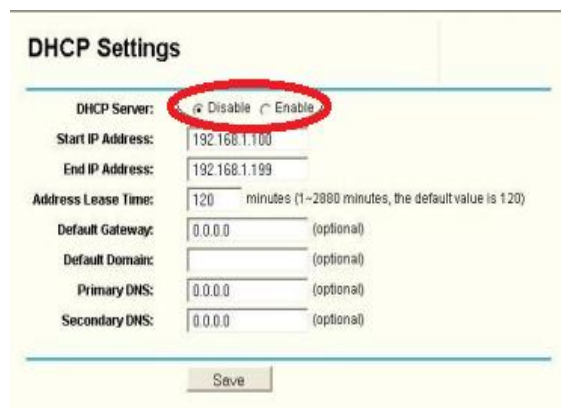 DHCP Settings
DHCP Server: Disable Enable
Start IP Address: 192.168.1.100
End IP Address: 192.168.1.199
Address Lease Time: 120 minutes (1~2880 minutes, the default value is 120)
Default Gateway: 0.0.0.0 (optional)
Default Domain: (optional)
Primary DNS: 0.0.0.0 (optional)
Secondary DNS: 0.0.0.0 (optional)
Save